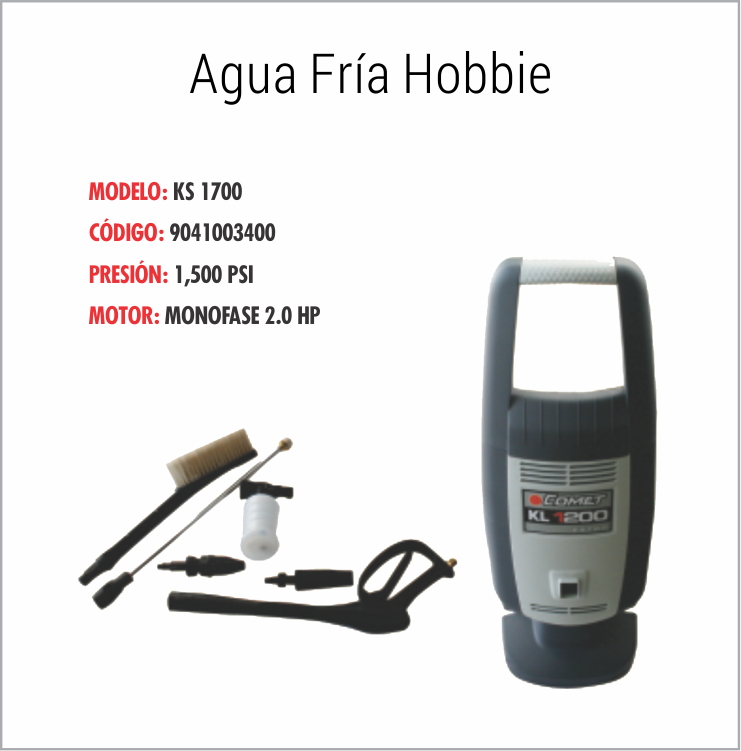 Agua Fría Hobbie
MODELO: KS 1700
CÓDIGO: 9041003400
PRESIÓN: 1,500 PSI
MOTOR: MONOFASE 2.0 HP
COMET
KL 1200